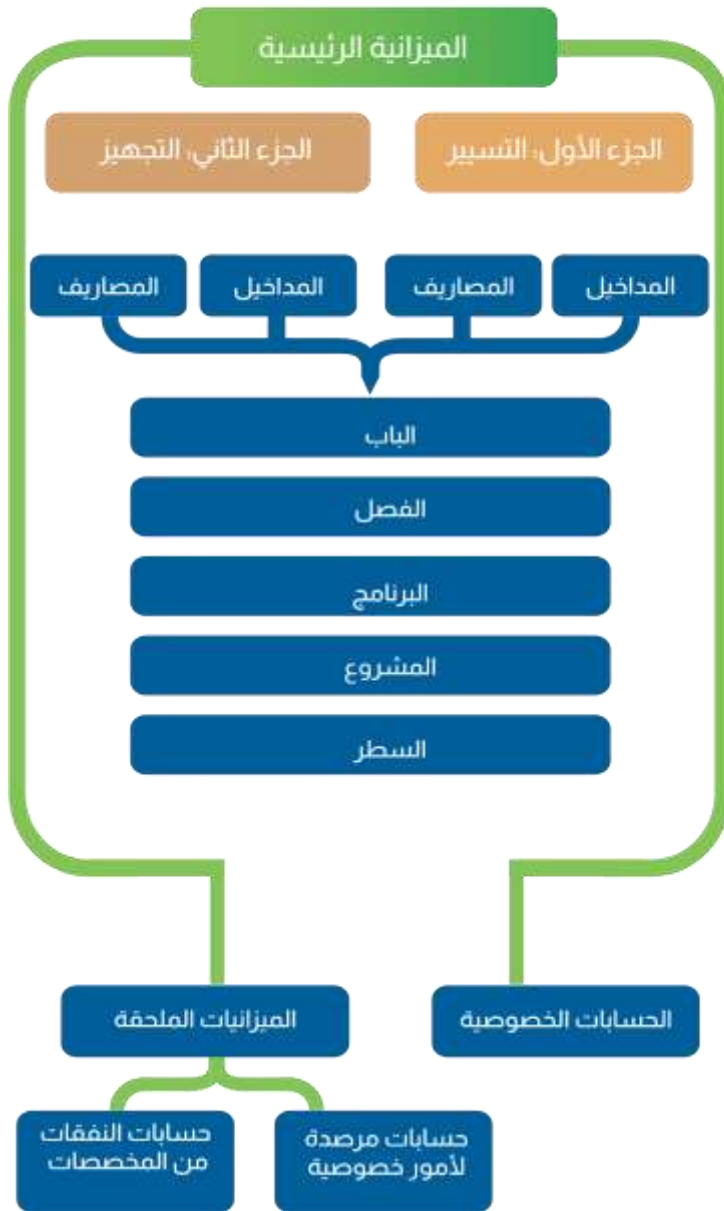 الميزانية الرئيسية
الجزء الأول، التسيير
الجزء الثاني، التجهيز
المداخيل
المصاريف
المداخيل
المصاريف
الباب
الفصل
البرنامج
المشروع
السطر
الحسابات الخصوصية
الميزانيات الملحقة
حسابات مرصدة
لأمور خصوصية
حسابات النفقات
من المخصصات